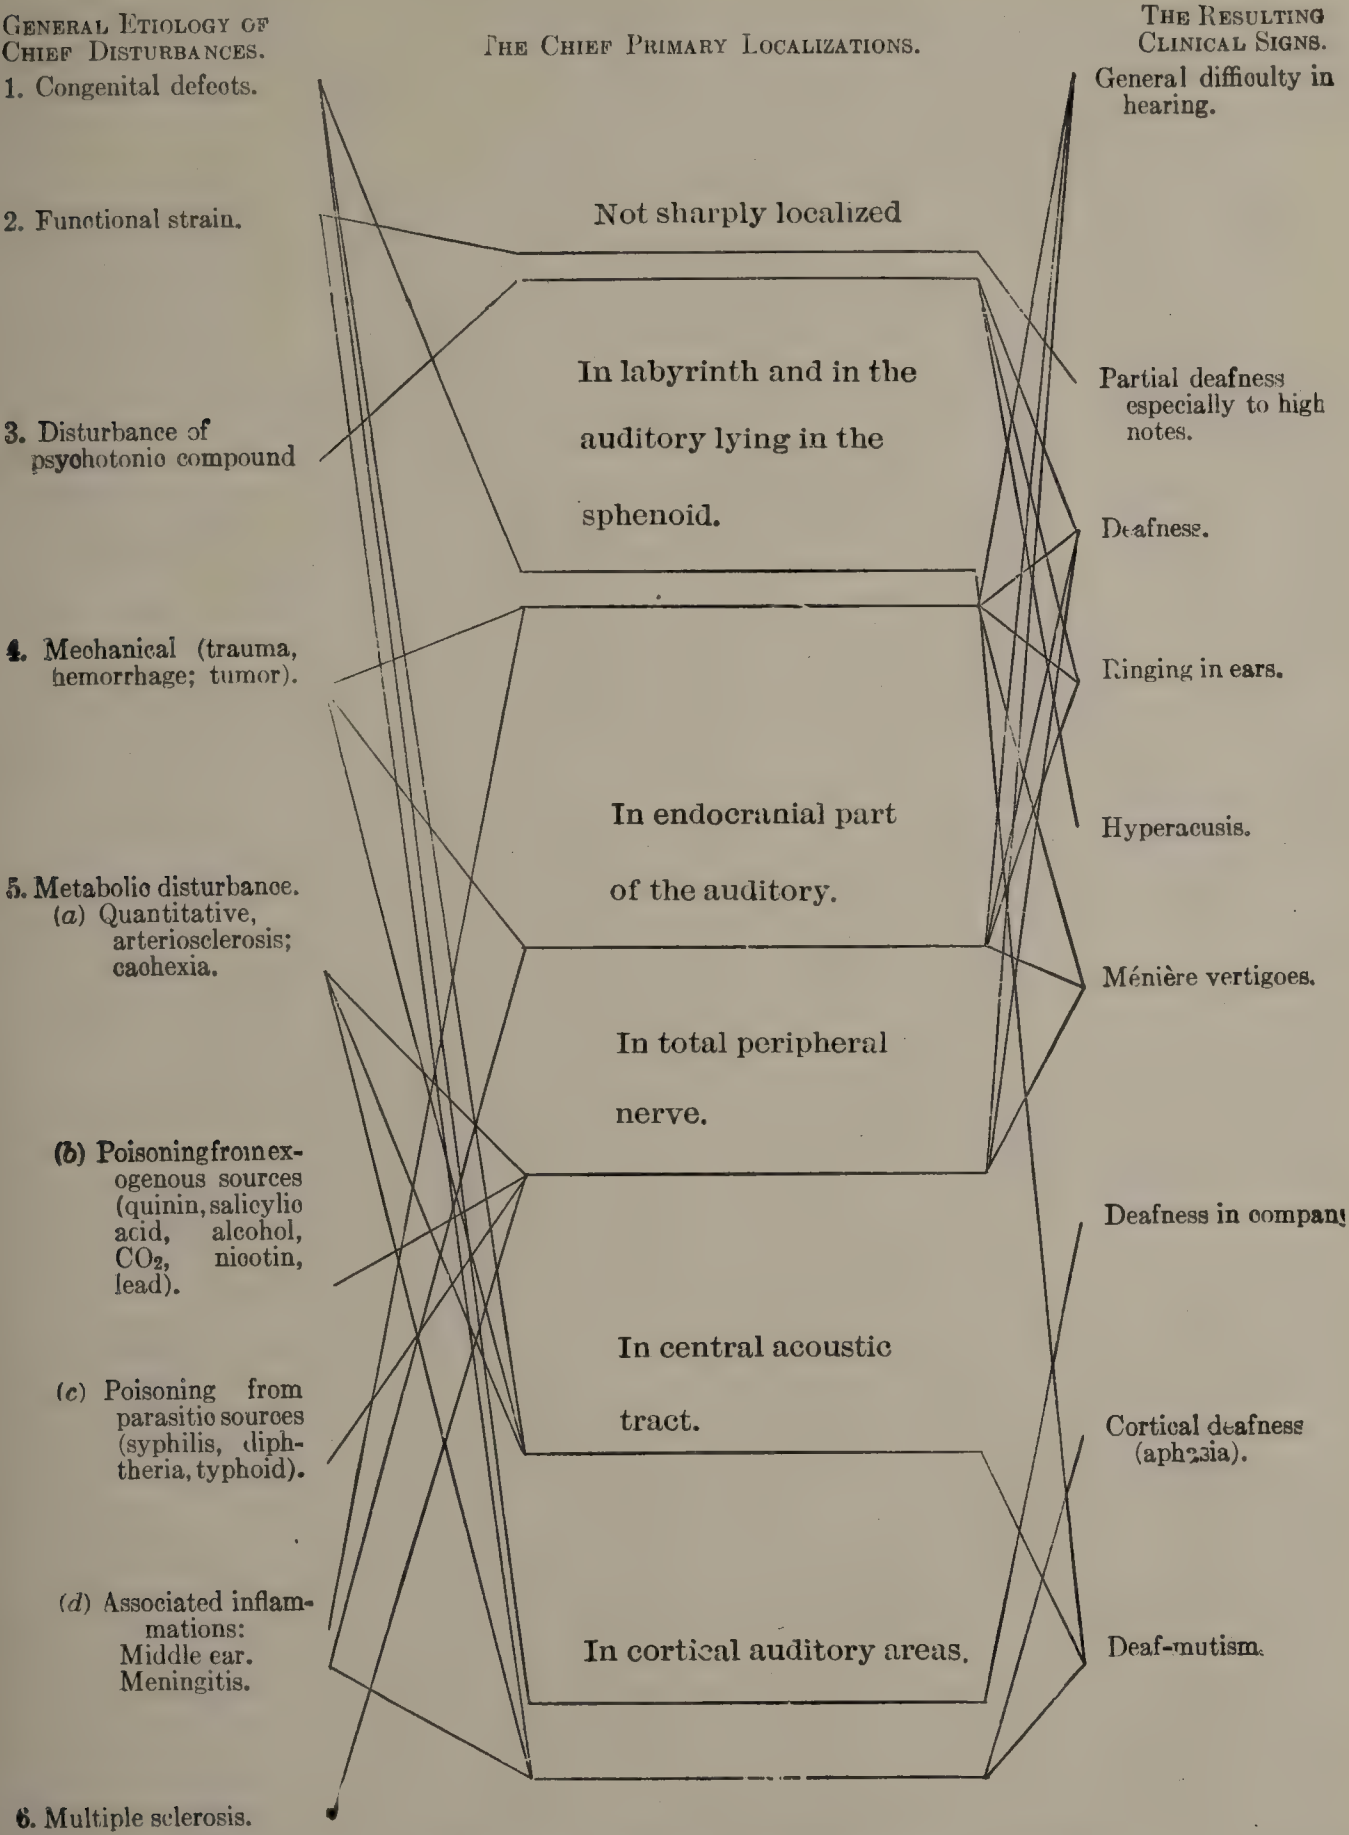 GENERAL ETIOLOGY OF
CHIEF DISTURBANCES.
1. Congenital defects.
2. Functional strain.
3. Disturbance of
psychotonic compound
4. Mechanical (trauma,
hemorrhage; tumor).
5. Metabolic disturbance.
(a) Quantitative,
arteriosclerosis;
cachexia.
(b) Poisoning from ex-
ogenous sources
(quinin, salicylic
acid, alcohol,
CO2, nicotin,
lead).
(c) Poisoning from
parasitic sources
(syphilis, diph-
theria, typhoid).
(d) Associated inflam-
mations:
Middle ear.
Meningitis.
6. Multiple sclerosis.
THE CHIEF PRIMARY LOCALIZATIONS.
Not sharply localized
In labyrinth and in the
auditory lying in the
sphenoid.
In endocranial part
of the auditory.
In total peripheral
nerve.
In central acoustic
tract.
In cortical auditory areas.
THE RESULTING
CLINICAL SIGNS.
General difficulty in
hearing.
Partial deafness
especially to high
notes.
Deafness.
Ringing in ears.
Hyperacusis.
Ménière vertigoes.
Deafness in company
Cortical deafness
(aphasia).
Deaf-mutism.